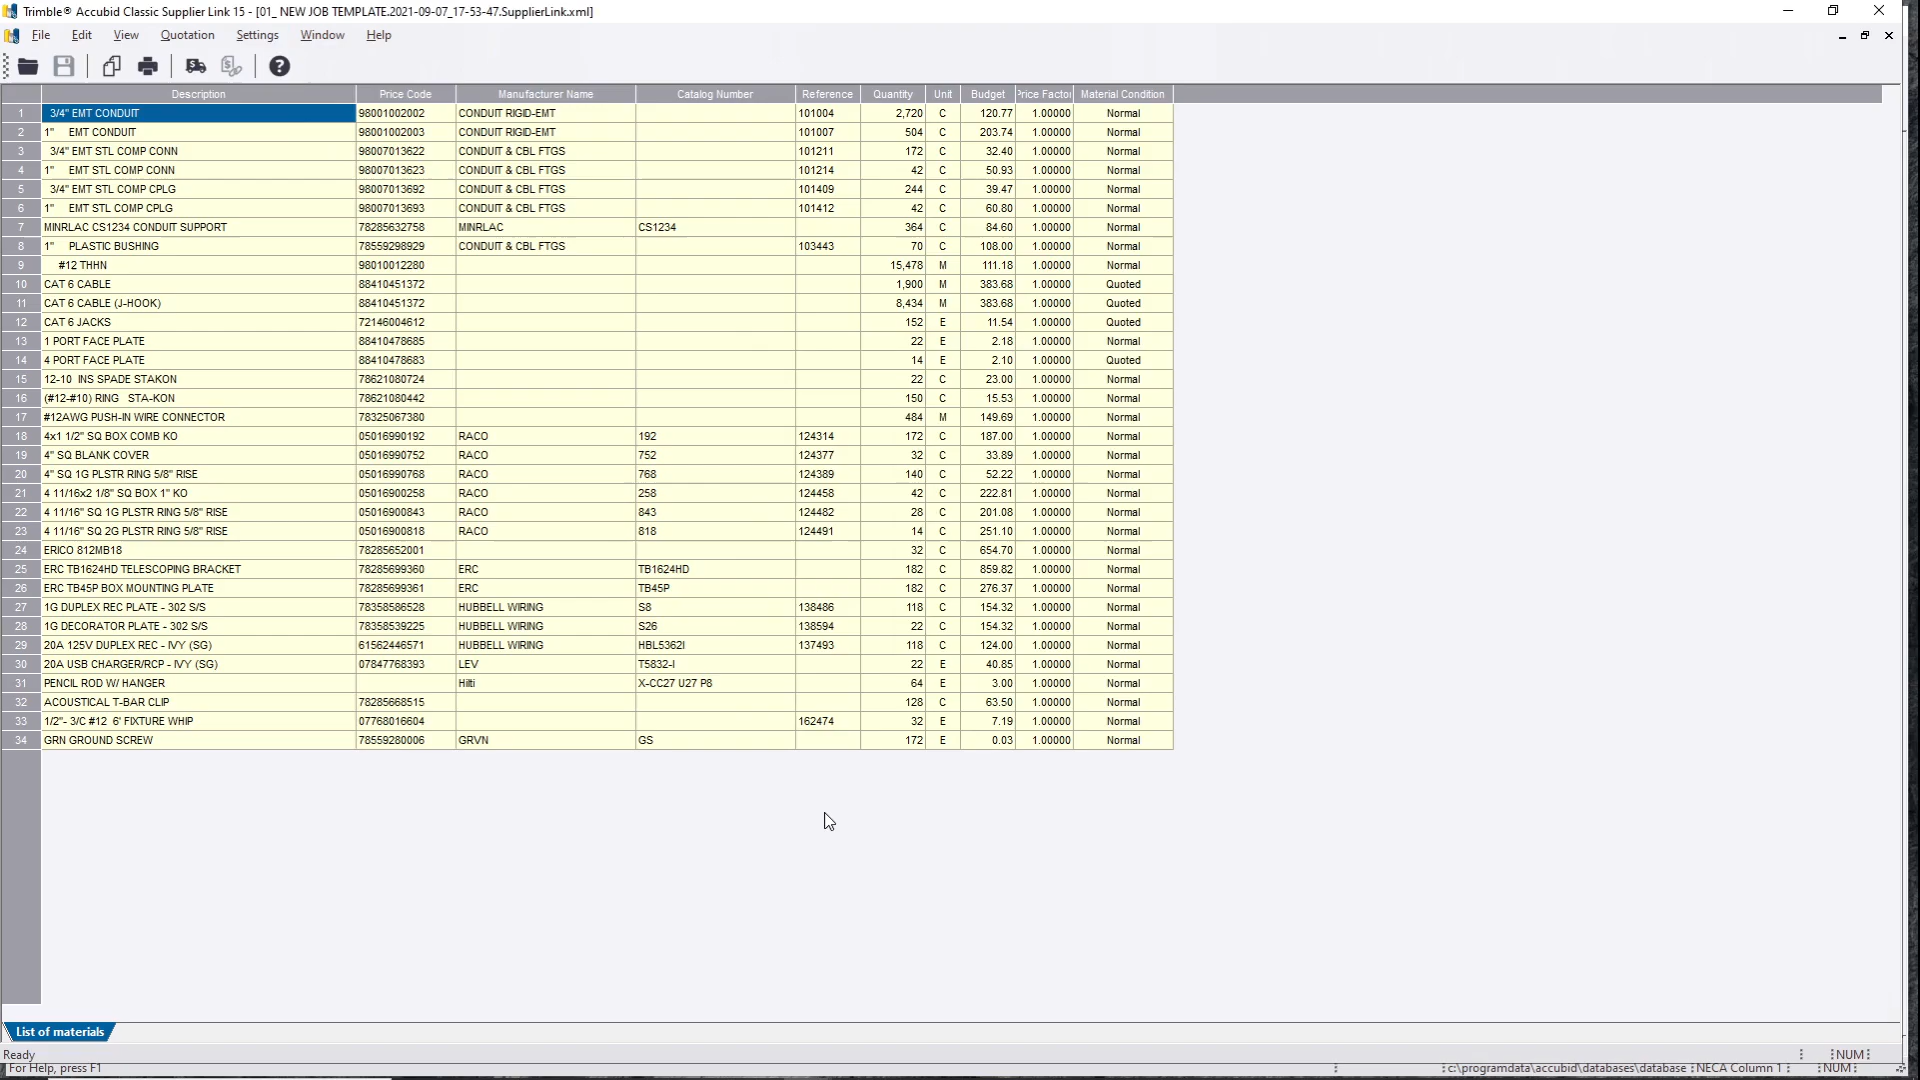 Trimble® Accubid Classic Supplier Link 15 - [01_ NEW JOB TEMPLATE.2021-09-07_17-53-47.SupplierLink.xml]
File Edit View Quotation Settings Window Help
Description Price Code Manufacturer Name Catalog Number Reference Quantity Unit Budget Price Factor Material Condition
1 3/4" EMT CONDUIT 98001002002 CONDUIT RIGID-EMT 101004 2,720 C 120.77 1.00000 Normal
2 1" EMT CONDUIT 98001002003 CONDUIT RIGID-EMT 101007 504 C 203.74 1.00000 Normal
3 3/4" EMT STL COMP CONN 98007013622 CONDUIT & CBL FTGS 101211 172 C 32.40 1.00000 Normal
4 1" EMT STL COMP CONN 98007013623 CONDUIT & CBL FTGS 101214 42 C 50.93 1.00000 Normal
5 3/4" EMT STL COMP CPLG 98007013692 CONDUIT & CBL FTGS 101409 244 C 39.47 1.00000 Normal
6 1" EMT STL COMP CPLG 98007013693 CONDUIT & CBL FTGS 101412 42 C 60.80 1.00000 Normal
7 MINRLAC CS1234 CONDUIT SUPPORT 78285632758 MINRLAC CS1234 364 C 84.60 1.00000 Normal
8 1" PLASTIC BUSHING 78559298929 CONDUIT & CBL FTGS 103443 70 C 108.00 1.00000 Normal
9 #12 THHN 98010012280 15,478 M 111.18 1.00000 Normal
10 CAT 6 CABLE 88410451372 1,900 M 383.68 1.00000 Quoted
11 CAT 6 CABLE (J-HOOK) 88410451372 8,434 M 383.68 1.00000 Quoted
12 CAT 6 JACKS 72146004612 152 E 11.54 1.00000 Quoted
13 1 PORT FACE PLATE 88410478685 22 E 2.18 1.00000 Normal
14 4 PORT FACE PLATE 88410478683 14 E 2.10 1.00000 Quoted
15 12-10 INS SPADE STAKON 78621080724 22 C 23.00 1.00000 Normal
16 (#12-#10) RING STA-KON 78621080442 150 C 15.53 1.00000 Normal
17 #12AWG PUSH-IN WIRE CONNECTOR 78325067380 484 M 149.69 1.00000 Normal
18 4x1 1/2" SQ BOX COMB KO 05016990192 RACO 192 124314 172 C 187.00 1.00000 Normal
19 4" SQ BLANK COVER 05016990752 RACO 752 124377 32 C 33.89 1.00000 Normal
20 4" SQ 1G PLSTR RING 5/8" RISE 05016990768 RACO 768 124389 140 C 52.22 1.00000 Normal
21 4 11/16x2 1/8" SQ BOX 1" KO 05016900258 RACO 258 124458 42 C 222.81 1.00000 Normal
22 4 11/16" SQ 1G PLSTR RING 5/8" RISE 05016900843 RACO 843 124482 28 C 201.08 1.00000 Normal
23 4 11/16" SQ 2G PLSTR RING 5/8" RISE 05016900818 RACO 818 124491 14 C 251.10 1.00000 Normal
24 ERICO 812MB18 78285652001 32 C 654.70 1.00000 Normal
25 ERC TB1624HD TELESCOPING BRACKET 78285699360 ERC TB1624HD 182 C 859.82 1.00000 Normal
26 ERC TB45P BOX MOUNTING PLATE 78285699361 ERC TB45P 182 C 276.37 1.00000 Normal
27 1G DUPLEX REC PLATE - 302 S/S 78358586528 HUBBELL WIRING S8 138486 118 C 154.32 1.00000 Normal
28 1G DECORATOR PLATE - 302 S/S 78358539225 HUBBELL WIRING S26 138594 22 C 154.32 1.00000 Normal
29 20A 125V DUPLEX REC - IVY (SG) 61562446571 HUBBELL WIRING HBL5362I 137493 118 C 124.00 1.00000 Normal
30 20A USB CHARGER/RCP - IVY (SG) 07847768393 LEV T5832-I 22 E 40.85 1.00000 Normal
31 PENCIL ROD W/ HANGER Hilti X-CC27 U27 P8 64 E 3.00 1.00000 Normal
32 ACOUSTICAL T-BAR CLIP 78285668515 128 C 63.50 1.00000 Normal
33 1/2"- 3/C #12 6' FIXTURE WHIP 07768016604 162474 32 E 7.19 1.00000 Normal
34 GRN GROUND SCREW 78559280006 GRVN GS 172 E 0.03 1.00000 Normal
List of materials
Ready NUM
For Help, press F1 c:\programdata\accubid\databases\database NECA Column 1 NUM